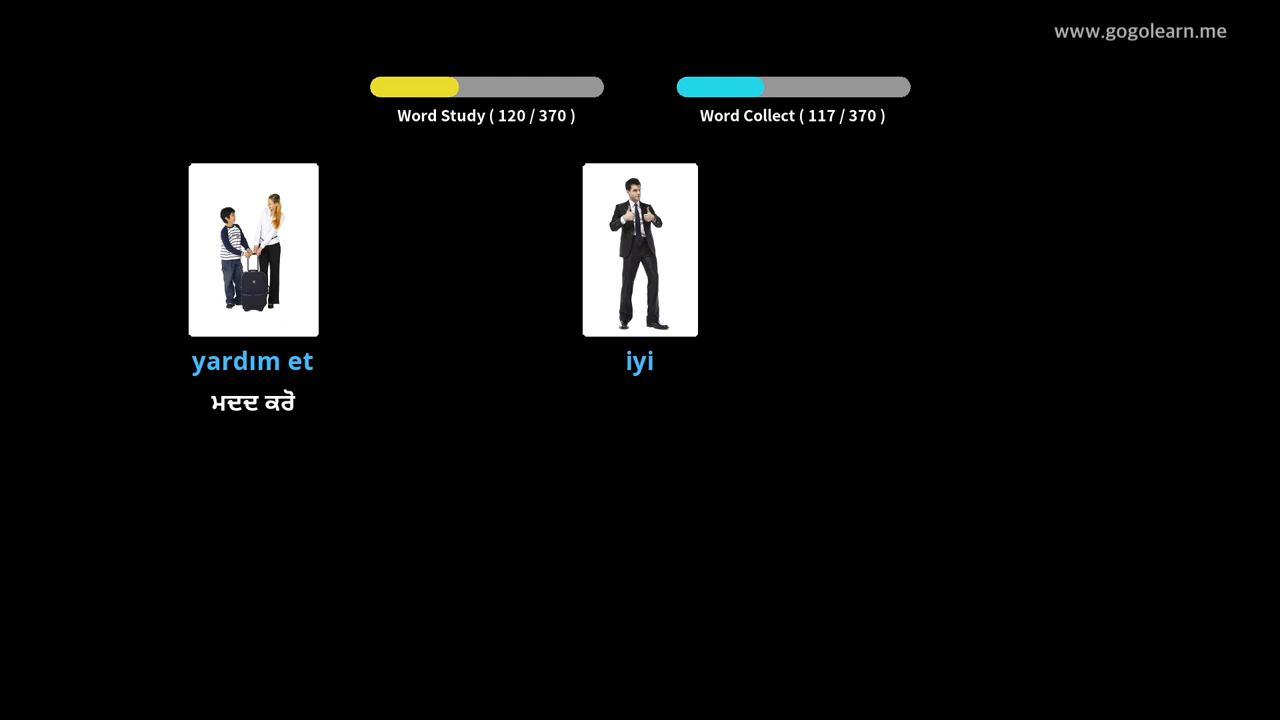 www.gogolearn.me
Word Study ( 120 / 370 )
Word Collect ( 117 / 370 )
yardım et
iyi
ਮਦਦ ਕਰੋ